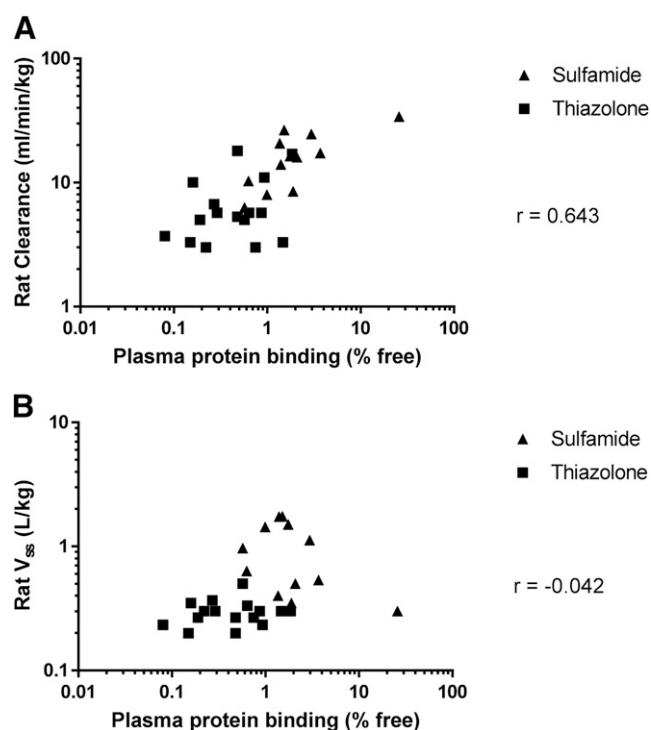 A
Rat Clearance (ml/min/kg)
100
10
1
0.01 0.1 1 10 100
Plasma protein binding (% free)
Sulfamide
Thiazolone
r = 0.643
B
Rat Vss (L/kg)
10
1
0.1
0.01 0.1 1 10 100
Plasma protein binding (% free)
Sulfamide
Thiazolone
r = -0.042